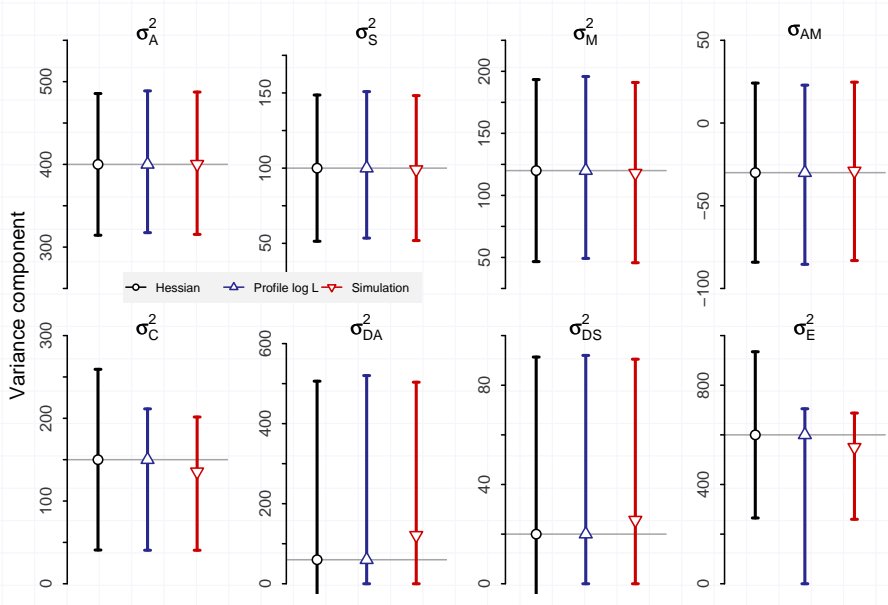 σ²A
σ²S
σ²M
σAM
Variance component
300
400
500
50
100
150
50
100
150
200
−100
−50
0
50
Hessian
Profile log L
Simulation
σ²C
σ²DA
σ²DS
σ²E
0
100
200
300
0
200
400
600
0
40
80
0
400
800